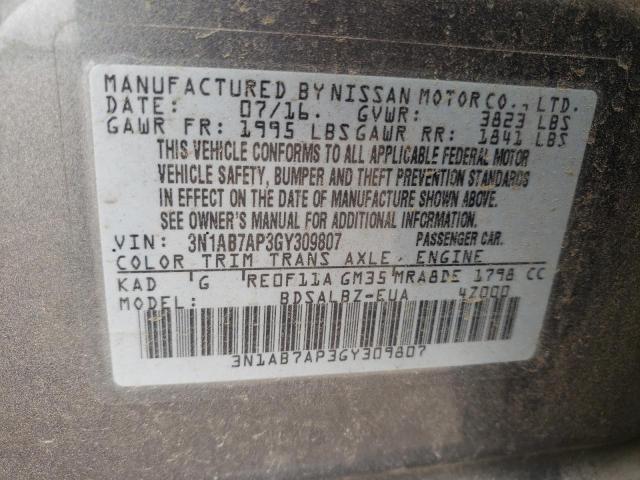 MANUFACTURED BY NISSAN MOTOR CO., LTD.
DATE: 07/16. GVWR: 3823 LBS
GAWR FR: 1995 LBS GAWR RR: 1841 LBS
THIS VEHICLE CONFORMS TO ALL APPLICABLE FEDERAL MOTOR
VEHICLE SAFETY, BUMPER AND THEFT PREVENTION STANDARDS
IN EFFECT ON THE DATE OF MANUFACTURE SHOWN ABOVE.
SEE OWNER'S MANUAL FOR ADDITIONAL INFORMATION.
VIN: 3N1AB7AP3GY309807 PASSENGER CAR.
COLOR TRIM TRANS AXLE, ENGINE
KAD G RE0F11A GM35 MRA8DE 1798 CC
MODEL: BDSALBZ-EUA 4Z000
3N1AB7AP3GY309807